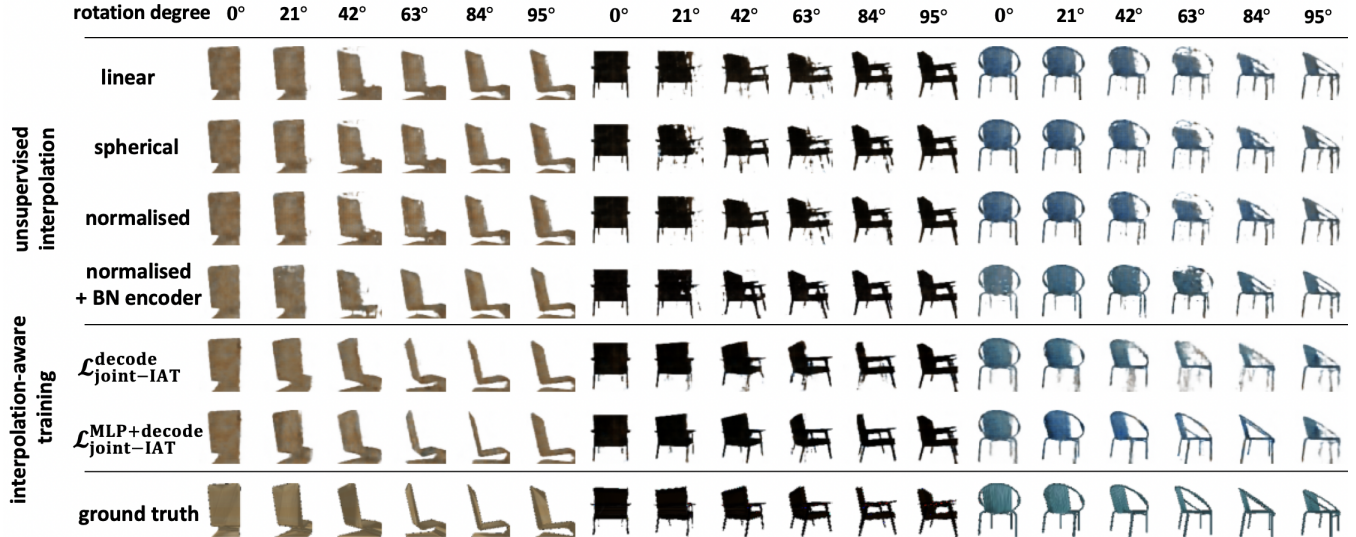 rotation degree 0° 21° 42° 63° 84° 95° 0° 21° 42° 63° 84° 95° 0° 21° 42° 63° 84° 95°
unsupervised
interpolation
linear
spherical
normalised
normalised
+ BN encoder
interpolation-aware
training
ℒ^decode_joint−IAT
ℒ^MLP+decode_joint−IAT
ground truth